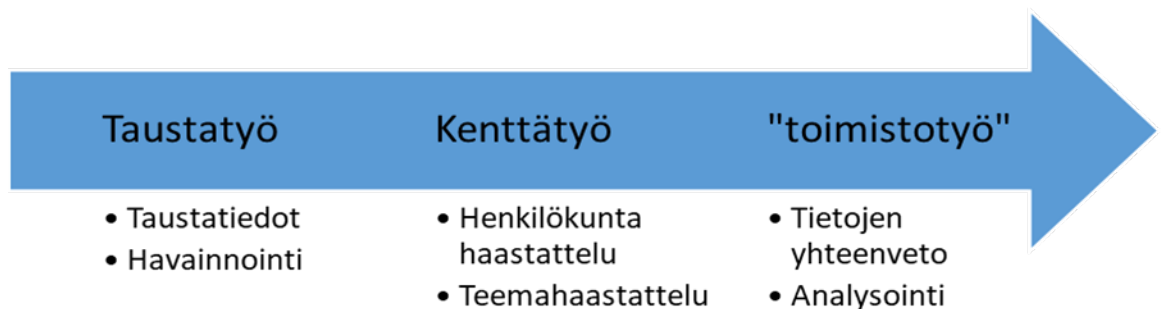 Taustatyö
• Taustatiedot
• Havainnointi
Kenttätyö
• Henkilökunta
haastattelu
• Teemahaastattelu
"toimistotyö"
• Tietojen
yhteenveto
• Analysointi